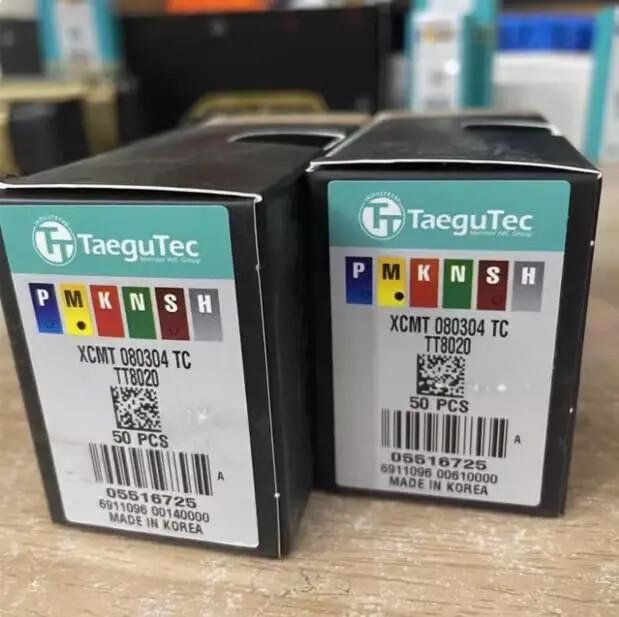 TaeguTec
Member IMC Group
P M K N S H
XCMT 080304 TC
TT8020
50 PCS
A
05516725
6911096 00140000
MADE IN KOREA
TaeguTec
Member IMC Group
P M K N S H
XCMT 080304 TC
TT8020
50 PCS
A
05516725
6911096 00610000
MADE IN KOREA